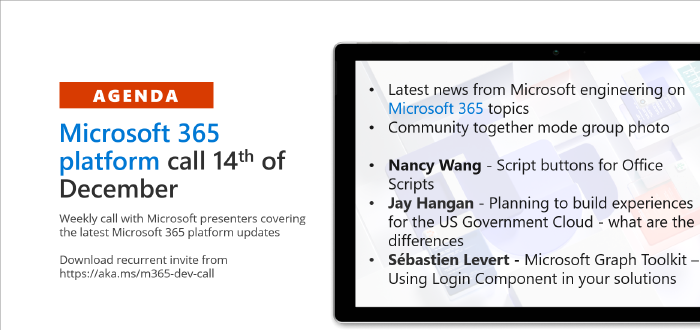 AGENDA
Microsoft 365
platform call 14th of
December
Weekly call with Microsoft presenters covering
the latest Microsoft 365 platform updates
Download recurrent invite from
https://aka.ms/m365-dev-call
• Latest news from Microsoft engineering on
Microsoft 365 topics
• Community together mode group photo
• Nancy Wang - Script buttons for Office
Scripts
• Jay Hangan - Planning to build experiences
for the US Government Cloud - what are the
differences
• Sébastien Levert - Microsoft Graph Toolkit –
Using Login Component in your solutions